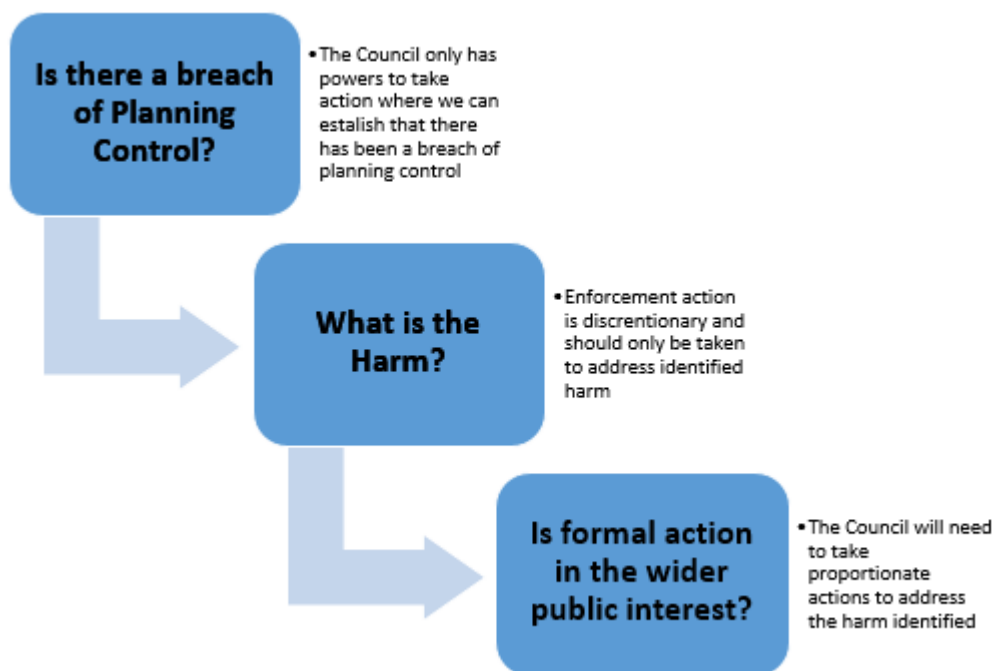 Is there a breach
of Planning
Control?
•The Council only has
powers to take
action where we can
estalish that there
has been a breach of
planning control
What is the
Harm?
•Enforcement action
is discrentionary and
should only be taken
to address identified
harm
Is formal action
in the wider
public interest?
•The Council will need
to take
proportionate
actions to address
the harm identified